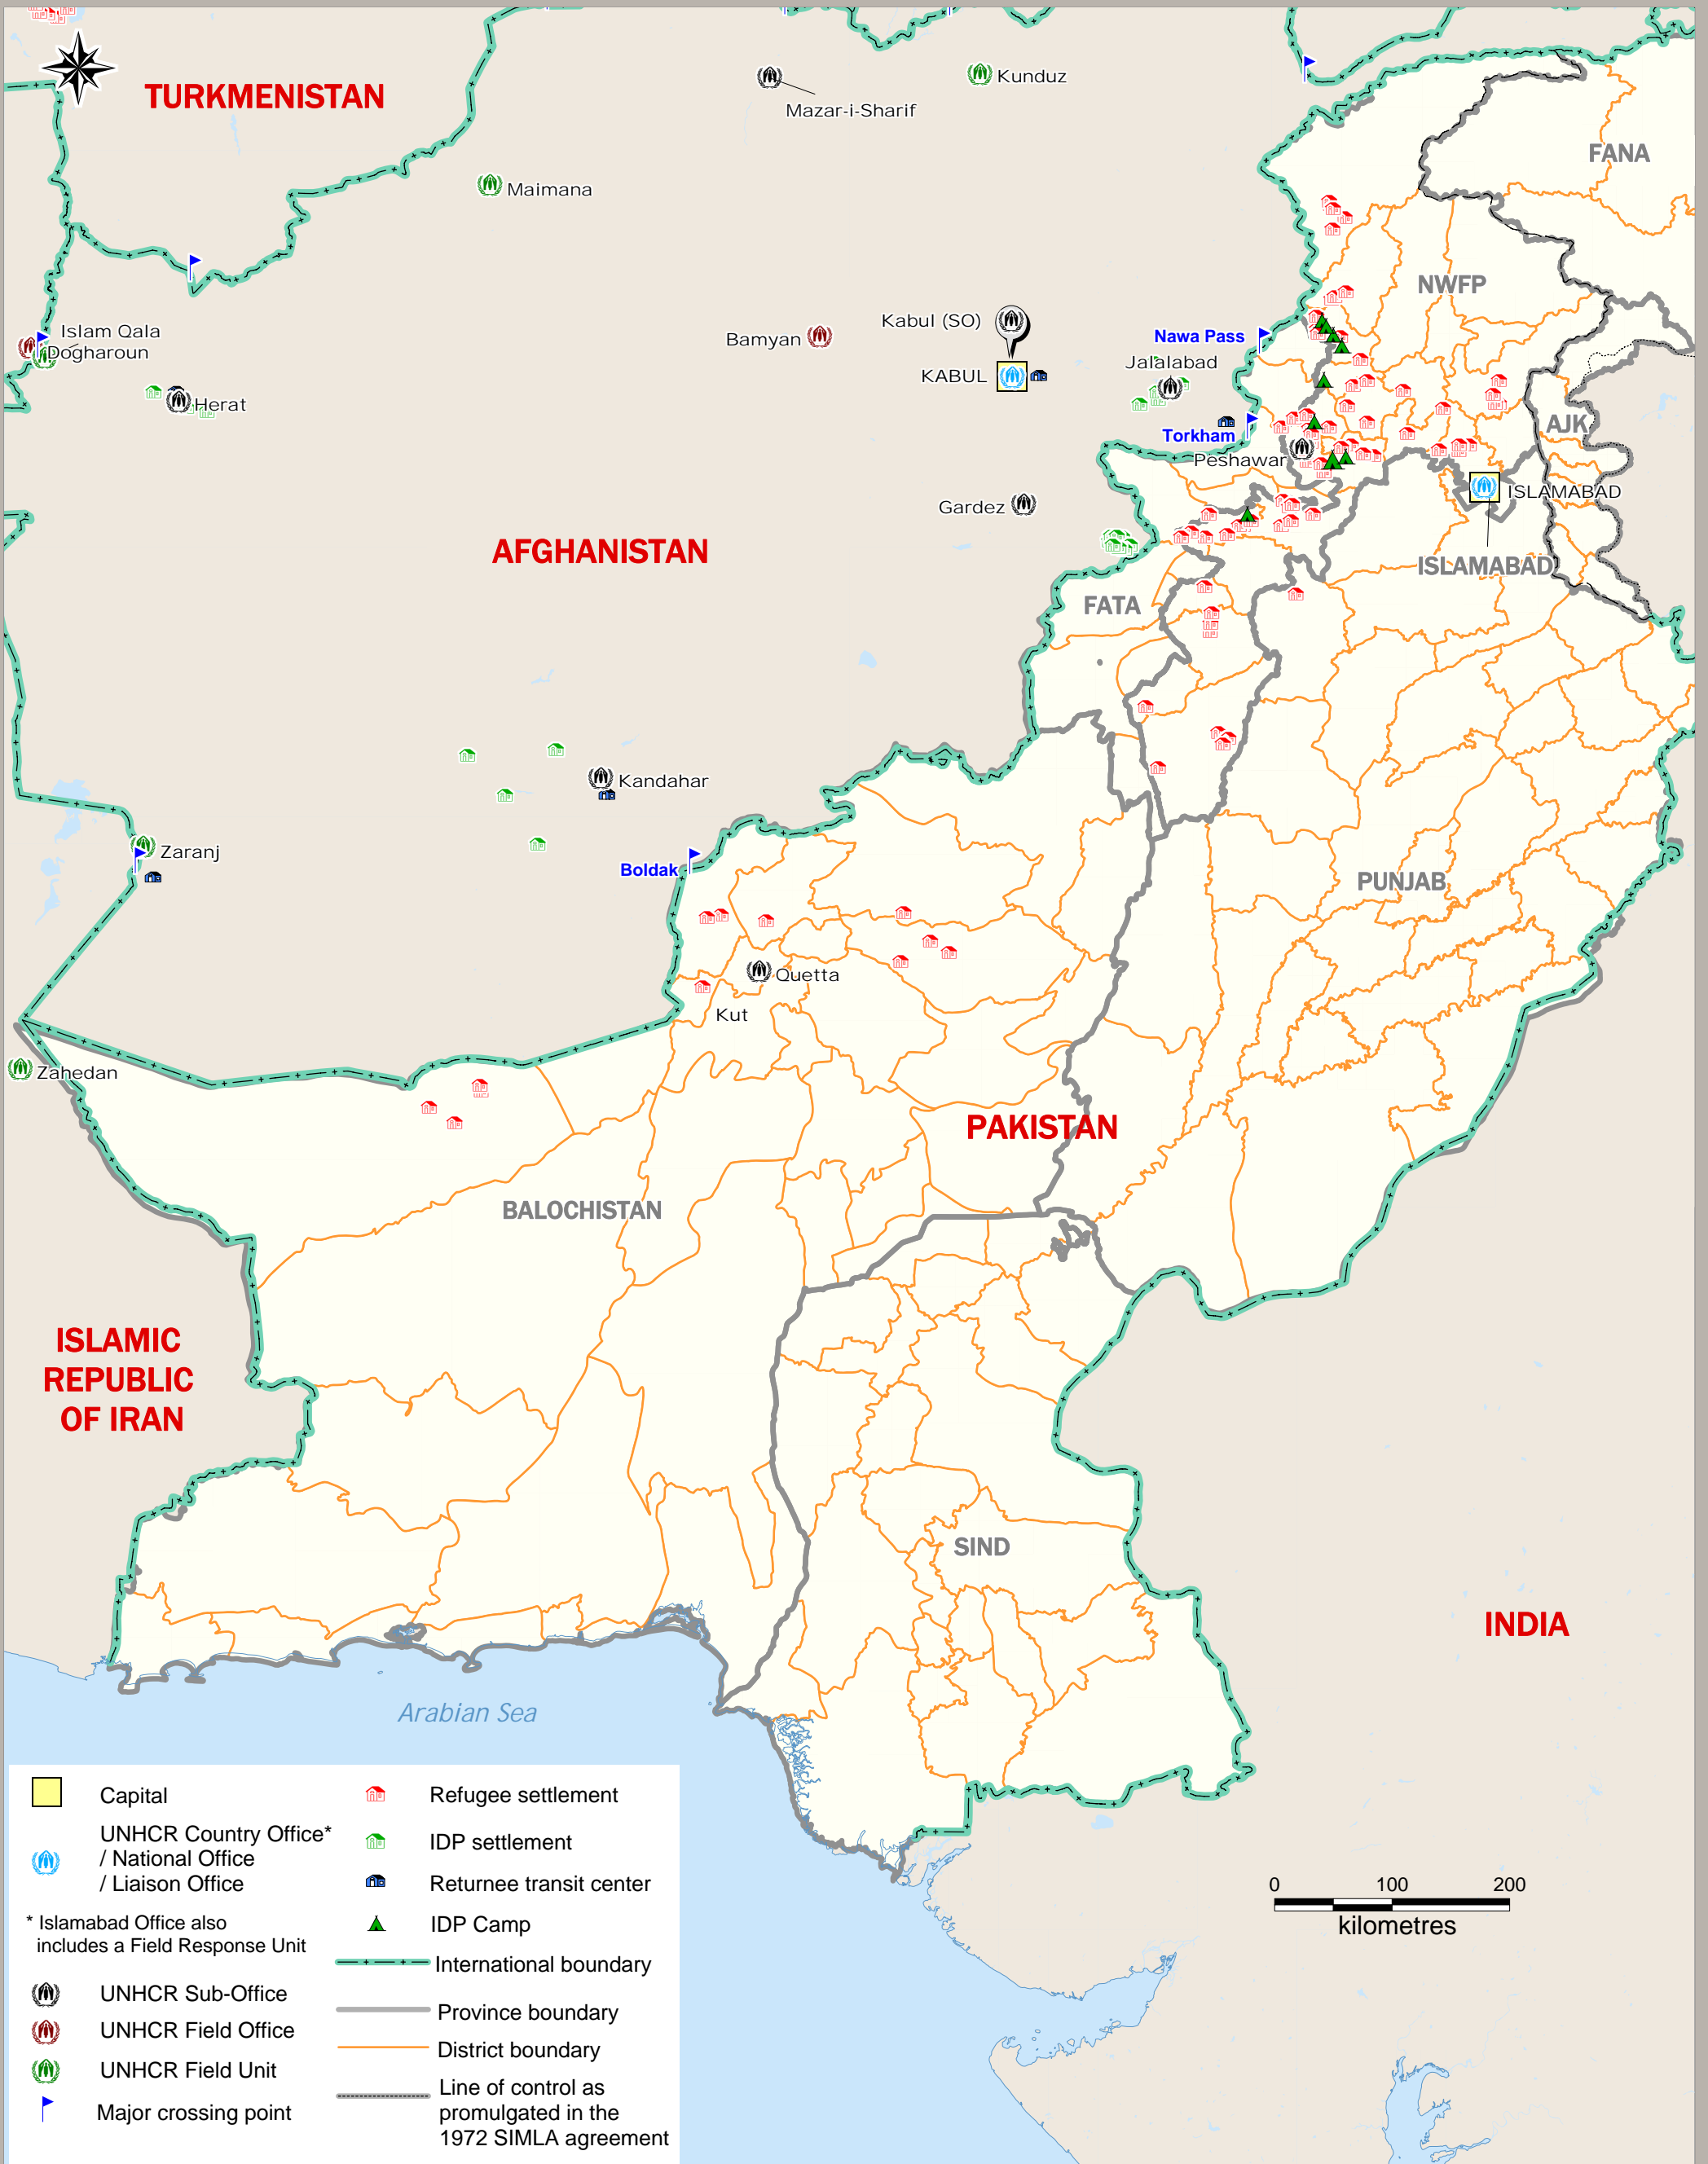 TURKMENISTAN
Mazar-i-Sharif
Kunduz
FANA
Maimana
NWFP
Islam Qala
Dogharoun
Herat
Bamyan
Kabul (SO)
KABUL
Nawa Pass
Jalalabad
Torkham
Peshawar
AJK
Gardez
ISLAMABAD
AFGHANISTAN
ISLAMABAD
FATA
Kandahar
Zaranj
Boldak
PUNJAB
Quetta
Kut
Zahedan
PAKISTAN
BALOCHISTAN
ISLAMIC
REPUBLIC
OF IRAN
SIND
INDIA
Arabian Sea
Capital
UNHCR Country Office*
/ National Office
/ Liaison Office
* Islamabad Office also
includes a Field Response Unit
UNHCR Sub-Office
UNHCR Field Office
UNHCR Field Unit
Major crossing point
Refugee settlement
IDP settlement
Returnee transit center
IDP Camp
International boundary
Province boundary
District boundary
Line of control as
promulgated in the
1972 SIMLA agreement
0 100 200
kilometres